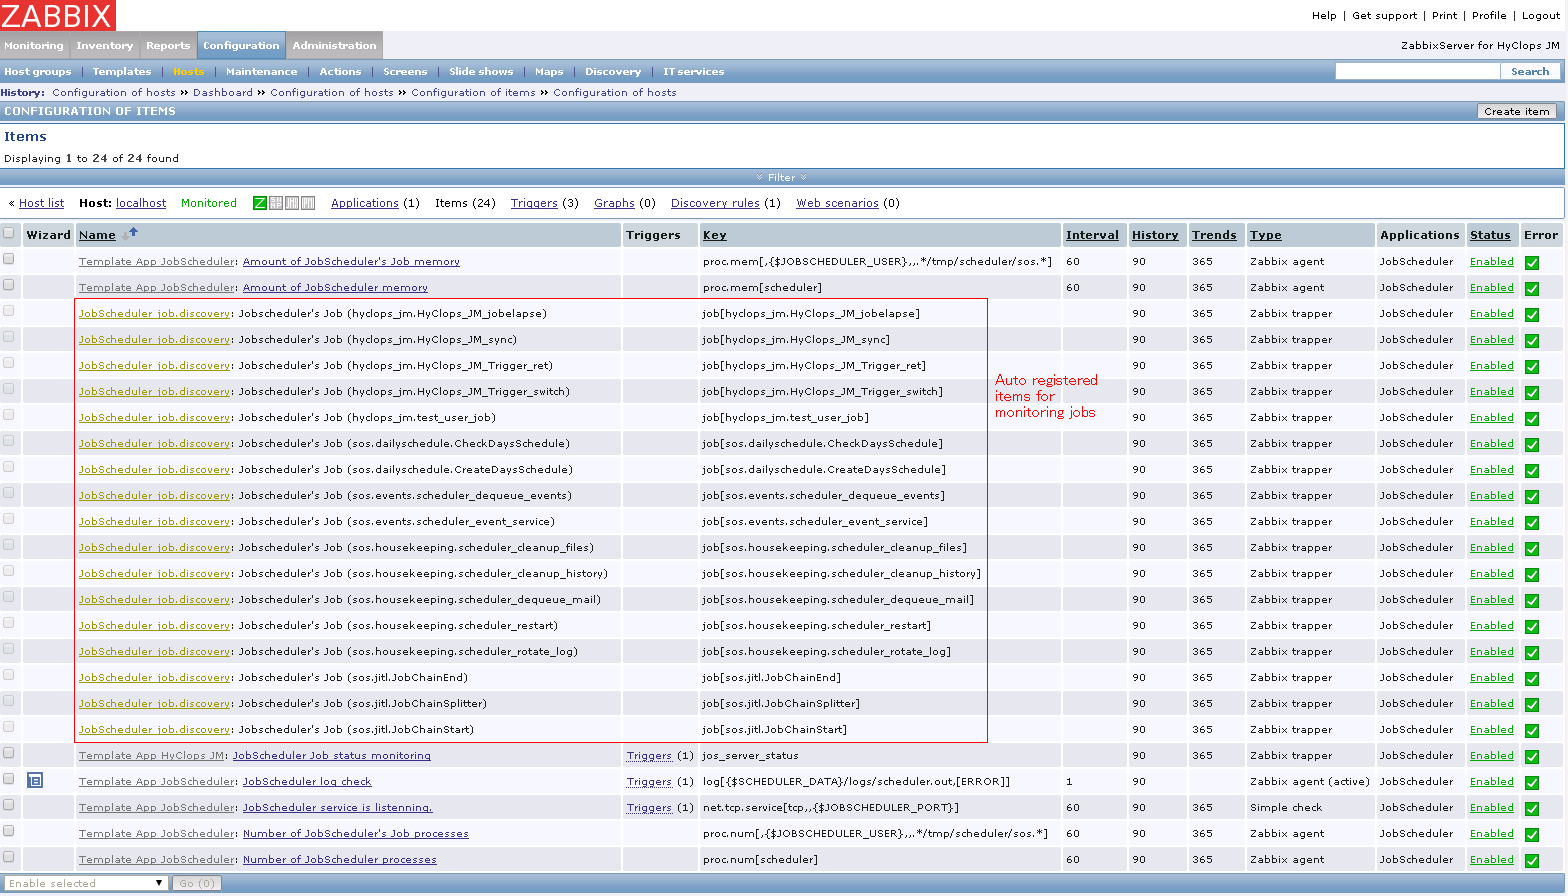 ZABBIX
Help | Get support | Print | Profile | Logout
Monitoring Inventory Reports Configuration Administration
ZabbixServer for HyClops JM
Host groups | Templates | Hosts | Maintenance | Actions | Screens | Slide shows | Maps | Discovery | IT services
Search
History: Configuration of hosts » Dashboard » Configuration of hosts » Configuration of items » Configuration of hosts
CONFIGURATION OF ITEMS
Create item
Items
Displaying 1 to 24 of 24 found
Filter
« Host list Host: localhost Monitored Z Applications (1) Items (24) Triggers (3) Graphs (0) Discovery rules (1) Web scenarios (0)
Wizard Name Triggers Key Interval History Trends Type Applications Status Error
Template App JobScheduler: Amount of JobScheduler's Job memory proc.mem[,{$JOBSCHEDULER_USER},,.*/tmp/scheduler/sos.*] 60 90 365 Zabbix agent JobScheduler Enabled
Template App JobScheduler: Amount of JobScheduler memory proc.mem[scheduler] 60 90 365 Zabbix agent JobScheduler Enabled
JobScheduler job.discovery: Jobscheduler's Job (hyclops_jm.HyClops_JM_jobelapse) job[hyclops_jm.HyClops_JM_jobelapse] 90 365 Zabbix trapper JobScheduler Enabled
JobScheduler job.discovery: Jobscheduler's Job (hyclops_jm.HyClops_JM_sync) job[hyclops_jm.HyClops_JM_sync] 90 365 Zabbix trapper JobScheduler Enabled
JobScheduler job.discovery: Jobscheduler's Job (hyclops_jm.HyClops_JM_Trigger_ret) job[hyclops_jm.HyClops_JM_Trigger_ret] 90 365 Zabbix trapper JobScheduler Enabled
JobScheduler job.discovery: Jobscheduler's Job (hyclops_jm.HyClops_JM_Trigger_switch) job[hyclops_jm.HyClops_JM_Trigger_switch] 90 365 Zabbix trapper JobScheduler Enabled
JobScheduler job.discovery: Jobscheduler's Job (hyclops_jm.test_user_job) job[hyclops_jm.test_user_job] 90 365 Zabbix trapper JobScheduler Enabled
Auto registered
items for
monitoring jobs
JobScheduler job.discovery: Jobscheduler's Job (sos.dailyschedule.CheckDaysSchedule) job[sos.dailyschedule.CheckDaysSchedule] 90 365 Zabbix trapper JobScheduler Enabled
JobScheduler job.discovery: Jobscheduler's Job (sos.dailyschedule.CreateDaysSchedule) job[sos.dailyschedule.CreateDaysSchedule] 90 365 Zabbix trapper JobScheduler Enabled
JobScheduler job.discovery: Jobscheduler's Job (sos.events.scheduler_dequeue_events) job[sos.events.scheduler_dequeue_events] 90 365 Zabbix trapper JobScheduler Enabled
JobScheduler job.discovery: Jobscheduler's Job (sos.events.scheduler_event_service) job[sos.events.scheduler_event_service] 90 365 Zabbix trapper JobScheduler Enabled
JobScheduler job.discovery: Jobscheduler's Job (sos.housekeeping.scheduler_cleanup_files) job[sos.housekeeping.scheduler_cleanup_files] 90 365 Zabbix trapper JobScheduler Enabled
JobScheduler job.discovery: Jobscheduler's Job (sos.housekeeping.scheduler_cleanup_history) job[sos.housekeeping.scheduler_cleanup_history] 90 365 Zabbix trapper JobScheduler Enabled
JobScheduler job.discovery: Jobscheduler's Job (sos.housekeeping.scheduler_dequeue_mail) job[sos.housekeeping.scheduler_dequeue_mail] 90 365 Zabbix trapper JobScheduler Enabled
JobScheduler job.discovery: Jobscheduler's Job (sos.housekeeping.scheduler_restart) job[sos.housekeeping.scheduler_restart] 90 365 Zabbix trapper JobScheduler Enabled
JobScheduler job.discovery: Jobscheduler's Job (sos.housekeeping.scheduler_rotate_log) job[sos.housekeeping.scheduler_rotate_log] 90 365 Zabbix trapper JobScheduler Enabled
JobScheduler job.discovery: Jobscheduler's Job (sos.jitl.JobChainEnd) job[sos.jitl.JobChainEnd] 90 365 Zabbix trapper JobScheduler Enabled
JobScheduler job.discovery: Jobscheduler's Job (sos.jitl.JobChainSplitter) job[sos.jitl.JobChainSplitter] 90 365 Zabbix trapper JobScheduler Enabled
JobScheduler job.discovery: Jobscheduler's Job (sos.jitl.JobChainStart) job[sos.jitl.JobChainStart] 90 365 Zabbix trapper JobScheduler Enabled
Template App HyClops JM: JobScheduler Job status monitoring Triggers (1) jos_server_status 90 365 Zabbix trapper JobScheduler Enabled
Template App JobScheduler: JobScheduler log check Triggers (1) log[{$SCHEDULER_DATA}/logs/scheduler.out,[ERROR]] 1 90 Zabbix agent (active) JobScheduler Enabled
Template App JobScheduler: JobScheduler service is listenning. Triggers (1) net.tcp.service[tcp,,{$JOBSCHEDULER_PORT}] 60 90 365 Simple check JobScheduler Enabled
Template App JobScheduler: Number of JobScheduler's Job processes proc.num[,{$JOBSCHEDULER_USER},,.*/tmp/scheduler/sos.*] 60 90 365 Zabbix agent JobScheduler Enabled
Template App JobScheduler: Number of JobScheduler processes proc.num[scheduler] 60 90 365 Zabbix agent JobScheduler Enabled
Enable selected Go (0)